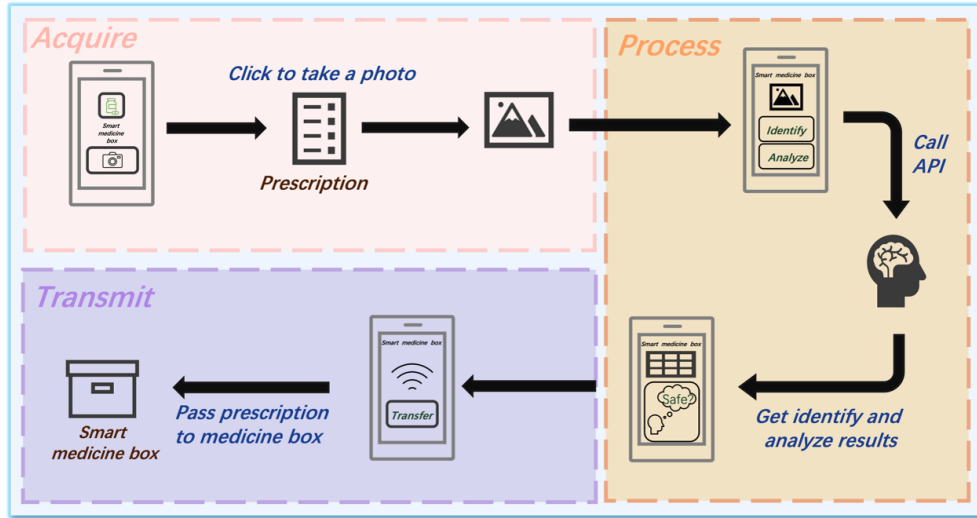 Acquire
Click to take a photo
Smart
medicine
box
Prescription
Process
Smart medicine box
Identify
Analyze
Call
API
Smart medicine box
Safe?
Get identify and
analyze results
Transmit
Smart medicine box
Transfer
Pass prescription
to medicine box
Smart
medicine box